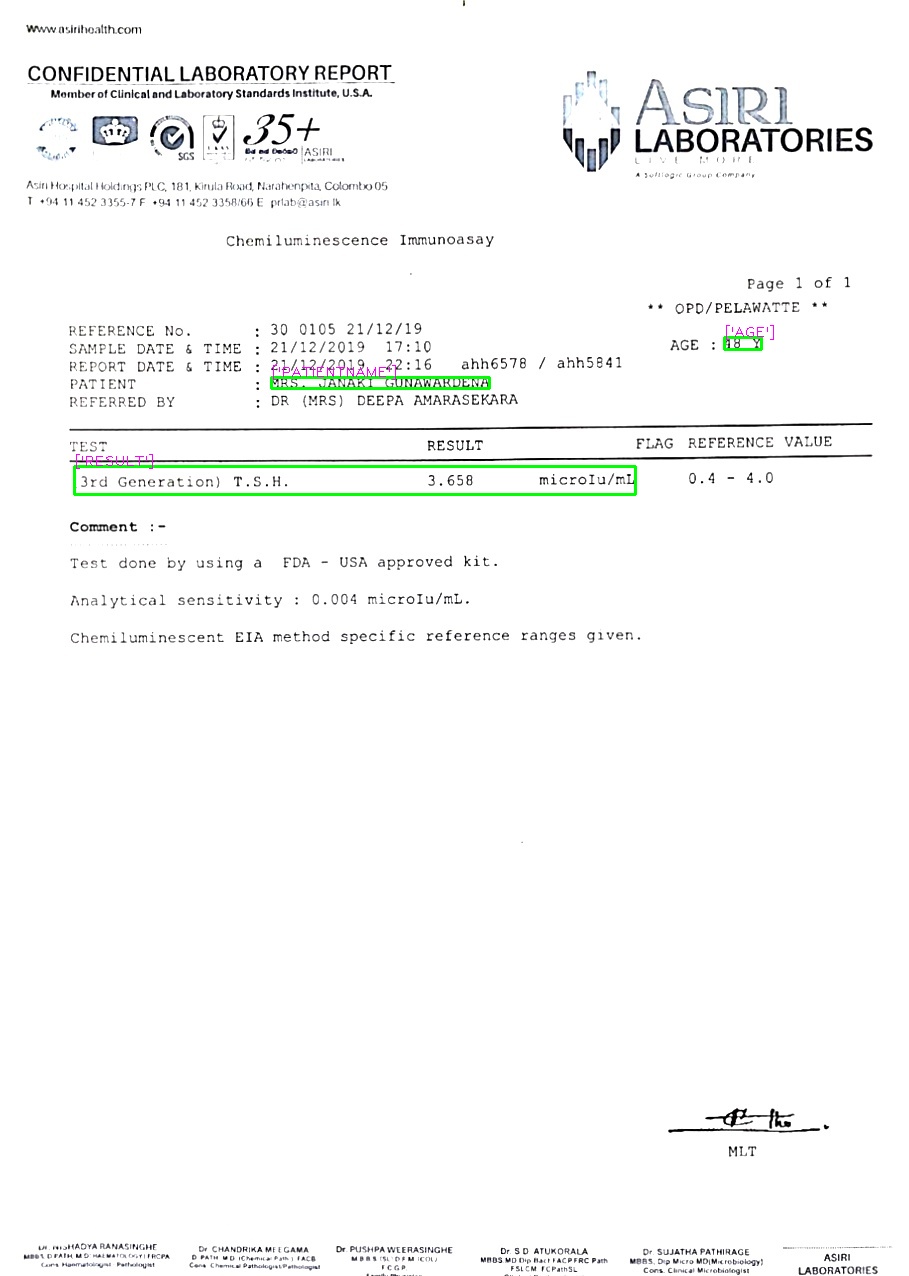 www.asirihealth.com
CONFIDENTIAL LABORATORY REPORT
Member of Clinical and Laboratory Standards Institute, U.S.A.
SGS
35+
ASIRI
ASIRI
LABORATORIES
LIFE MORE
A Softlogic Group Company
Asiri Hospital Holdings PLC, 181, Kirula Road, Narahenpita, Colombo 05
T +94 11 452 3355-7 F +94 11 452 3358/66 E prlab@asiri.lk
Chemiluminescence Immunoasay
Page 1 of 1
** OPD/PELAWATTE **
REFERENCE No. : 30 0105 21/12/19
['AGE']
SAMPLE DATE & TIME : 21/12/2019 17:10
AGE : 48 Y
REPORT DATE & TIME : 21/12/2019 22:16 ahh6578 / ahh5841
['PATIENTNAME']
PATIENT : MRS. JANAKI GUNAWARDENA
REFERRED BY : DR (MRS) DEEPA AMARASEKARA
TEST RESULT FLAG REFERENCE VALUE
['RESULT']
3rd Generation) T.S.H. 3.658 microIu/mL 0.4 - 4.0
Comment :-
Test done by using a FDA - USA approved kit.
Analytical sensitivity : 0.004 microIu/mL.
Chemiluminescent EIA method specific reference ranges given.
MLT
Dr. NISHADYA RANASINGHE
MBBS, D.PATH, M.D. HAEMATOLOGY) FRCPA
Cons. Haematologist Pathologist
Dr. CHANDRIKA MEEGAMA
D.PATH, M.D. (Chemical Path.) FACB
Cons. Chemical Pathologist/Pathologist
Dr. PUSHPA WEERASINGHE
M.B.B.S. (SL) D.F.M. (COL)
F.C.G.P.
Dr. S D ATUKORALA
MBBS MD Dip Bact FACP FRC Path
FSLCM FCPathSL
Dr. SUJATHA PATHIRAGE
MBBS, Dip Micro MD(Microbiology)
Cons. Clinical Microbiologist
ASIRI
LABORATORIES